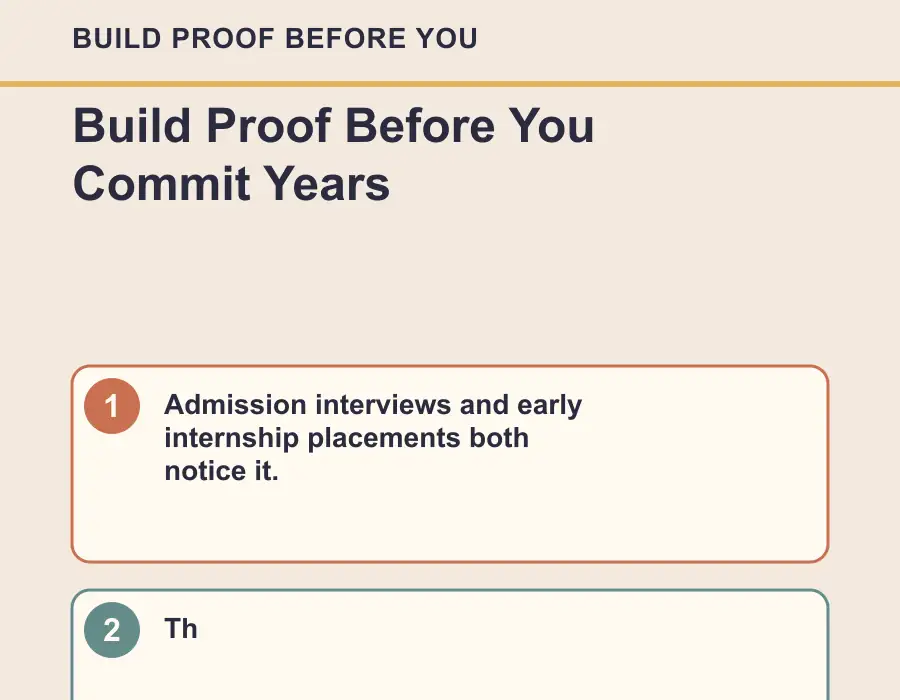 BUILD PROOF BEFORE YOU
Build Proof Before You
Commit Years
1
Admission interviews and early
internship placements both
notice it.
2
Th